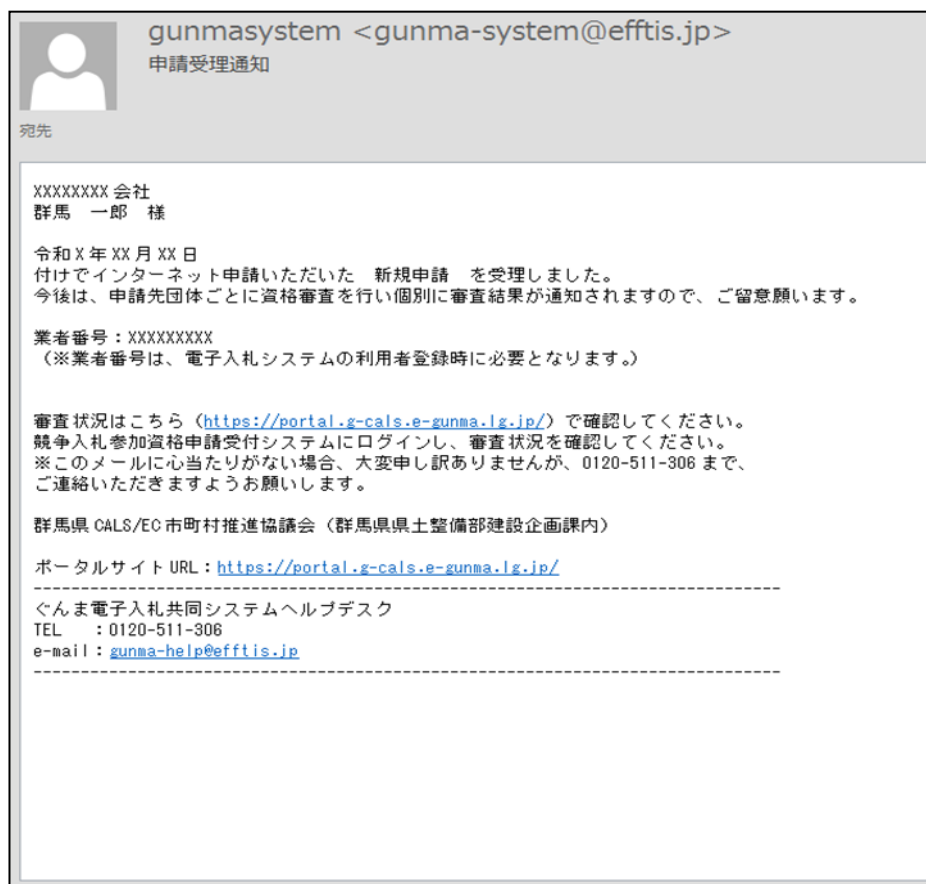 gunmasystem <gunma-system@efftis.jp>
申請受理通知
宛先
XXXXXXXX 会社
群馬　一郎　様
令和 X 年 XX 月 XX 日
付けでインターネット申請いただいた　新規申請　を受理しました。
今後は、申請先団体ごとに資格審査を行い個別に審査結果が通知されますので、ご留意願います。
業者番号：XXXXXXXXX
（※業者番号は、電子入札システムの利用者登録時に必要となります。）
審査状況はこちら（https://portal.g-cals.e-gunma.lg.jp/）で確認してください。
競争入札参加資格申請受付システムにログインし、審査状況を確認してください。
※このメールに心当たりがない場合、大変申し訳ありませんが、0120-511-306 まで、
ご連絡いただきますようお願いします。
群馬県 CALS/EC 市町村推進協議会（群馬県県土整備部建設企画課内）
ポータルサイト URL：https://portal.g-cals.e-gunma.lg.jp/
--------------------------------------------------------------------------------
ぐんま電子入札共同システムヘルプデスク
TEL　：0120-511-306
e-mail：gunma-help@efftis.jp
--------------------------------------------------------------------------------